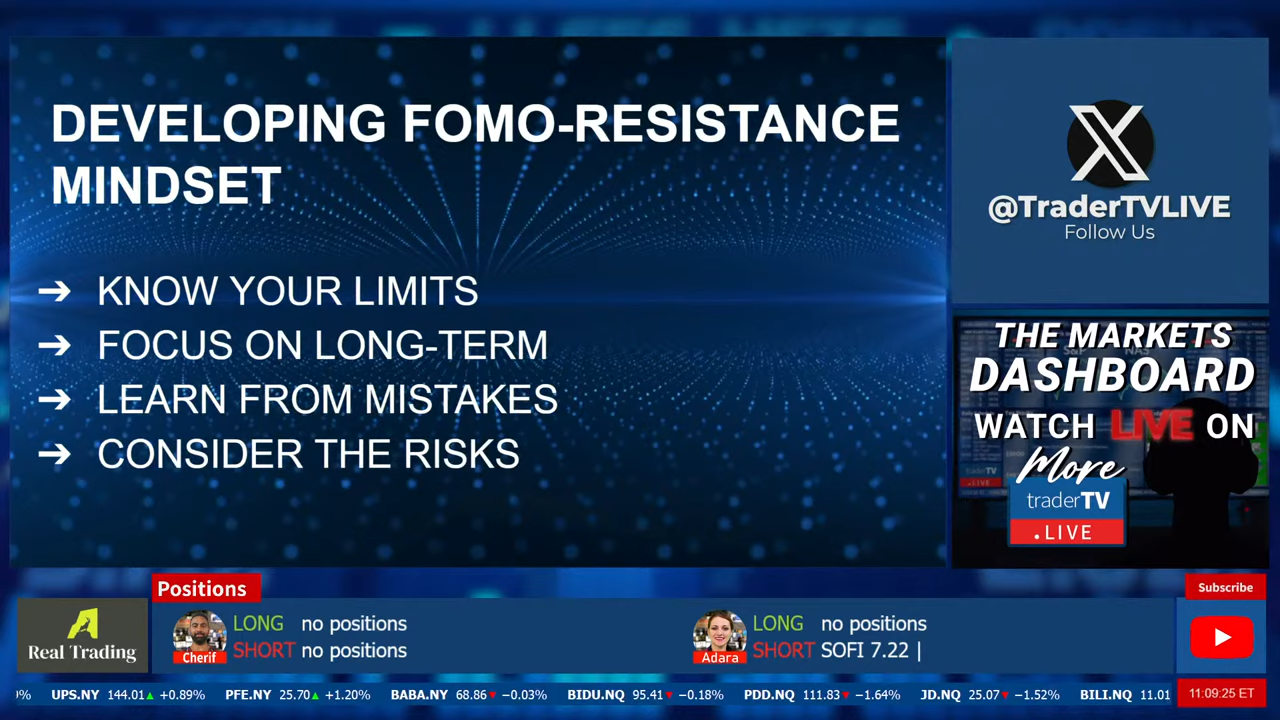 DEVELOPING FOMO-RESISTANCE
MINDSET
➔ KNOW YOUR LIMITS
➔ FOCUS ON LONG-TERM
➔ LEARN FROM MISTAKES
➔ CONSIDER THE RISKS
@TraderTVLIVE
Follow Us
THE MARKETS
DASHBOARD
WATCH LIVE ON
More
traderTV
.LIVE
Positions
Subscribe
Real Trading
Cherif
LONG no positions
SHORT no positions
Adara
LONG no positions
SHORT SOFI 7.22 |
% UPS.NY 144.01▲ +0.89% PFE.NY 25.70▲ +1.20% BABA.NY 68.86▼ −0.03% BIDU.NQ 95.41▼ −0.18% PDD.NQ 111.83▼ −1.64% JD.NQ 25.07▼ −1.52% BILI.NQ 11.01
11:09:25 ET